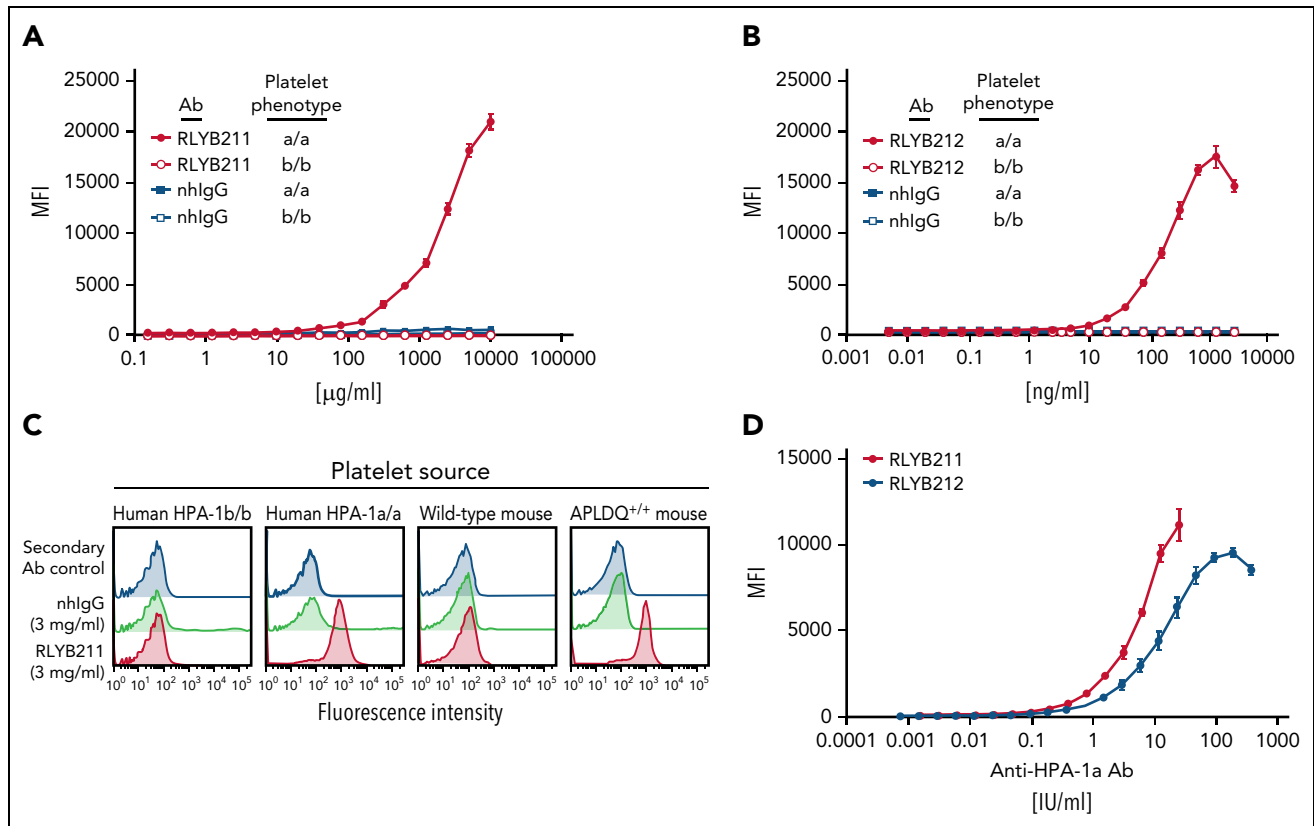 A
25000
20000
15000
10000
5000
0
MFI
Ab
Platelet
phenotype
RLYB211 a/a
RLYB211 b/b
nhIgG a/a
nhIgG b/b
0.1 1 10 100 1000 10000 100000
[μg/ml]
B
25000
20000
15000
10000
5000
0
MFI
Ab
Platelet
phenotype
RLYB212 a/a
RLYB212 b/b
nhIgG a/a
nhIgG b/b
0.001 0.01 0.1 1 10 100 1000 10000
[ng/ml]
C
Platelet source
Human HPA-1b/b Human HPA-1a/a Wild-type mouse APLDQ+/+ mouse
Secondary
Ab control
nhIgG
(3 mg/ml)
RLYB211
(3 mg/ml)
10⁰ 10¹ 10² 10³ 10⁴ 10⁵ 10⁰ 10¹ 10² 10³ 10⁴ 10⁵ 10⁰ 10¹ 10² 10³ 10⁴ 10⁵ 10⁰ 10¹ 10² 10³ 10⁴ 10⁵
Fluorescence intensity
D
15000
10000
5000
0
MFI
RLYB211
RLYB212
0.0001 0.001 0.01 0.1 1 10 100 1000
Anti-HPA-1a Ab
[IU/ml]